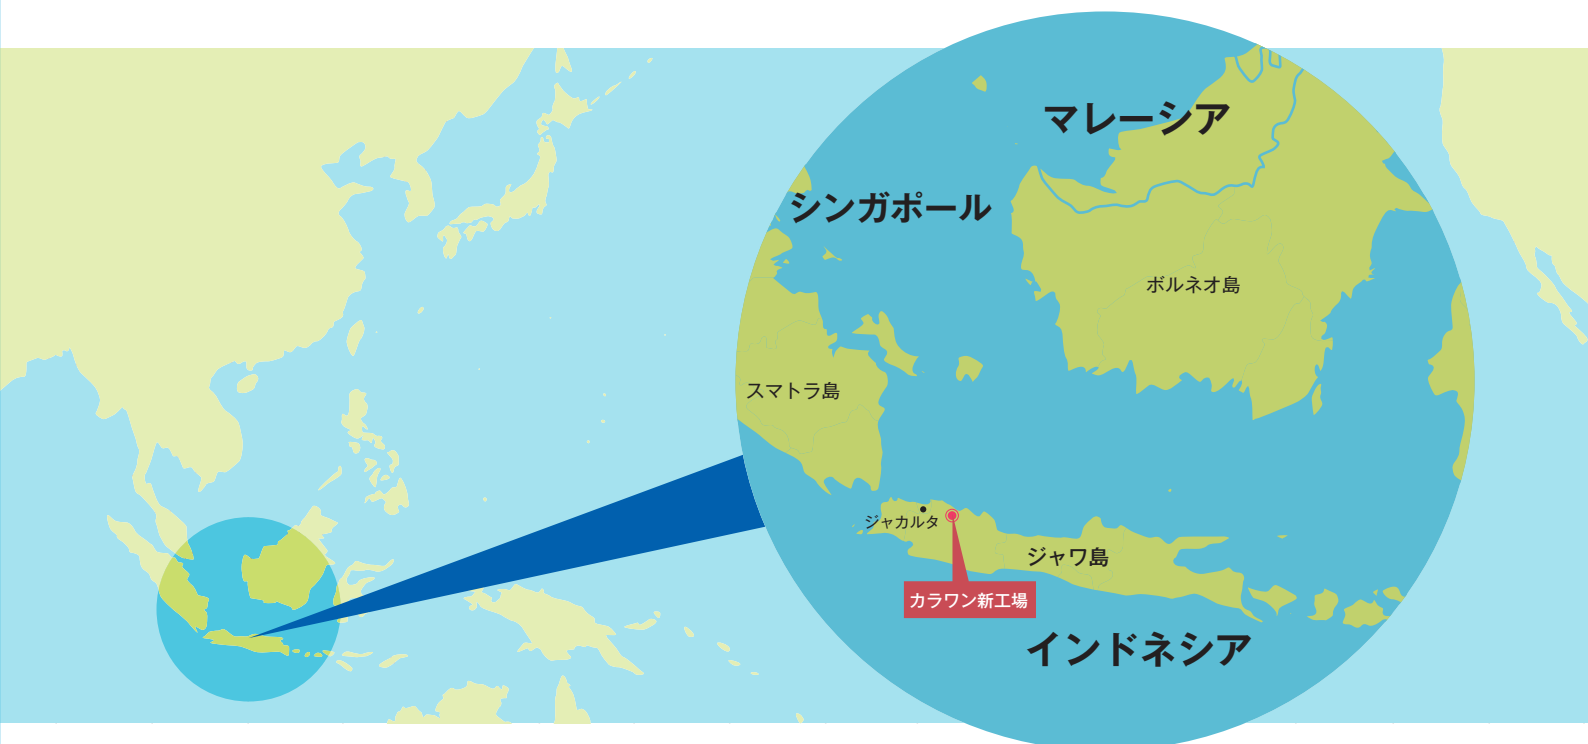 マレーシア
シンガポール
ボルネオ島
スマトラ島
ジャカルタ
ジャワ島
カラワン新工場
インドネシア